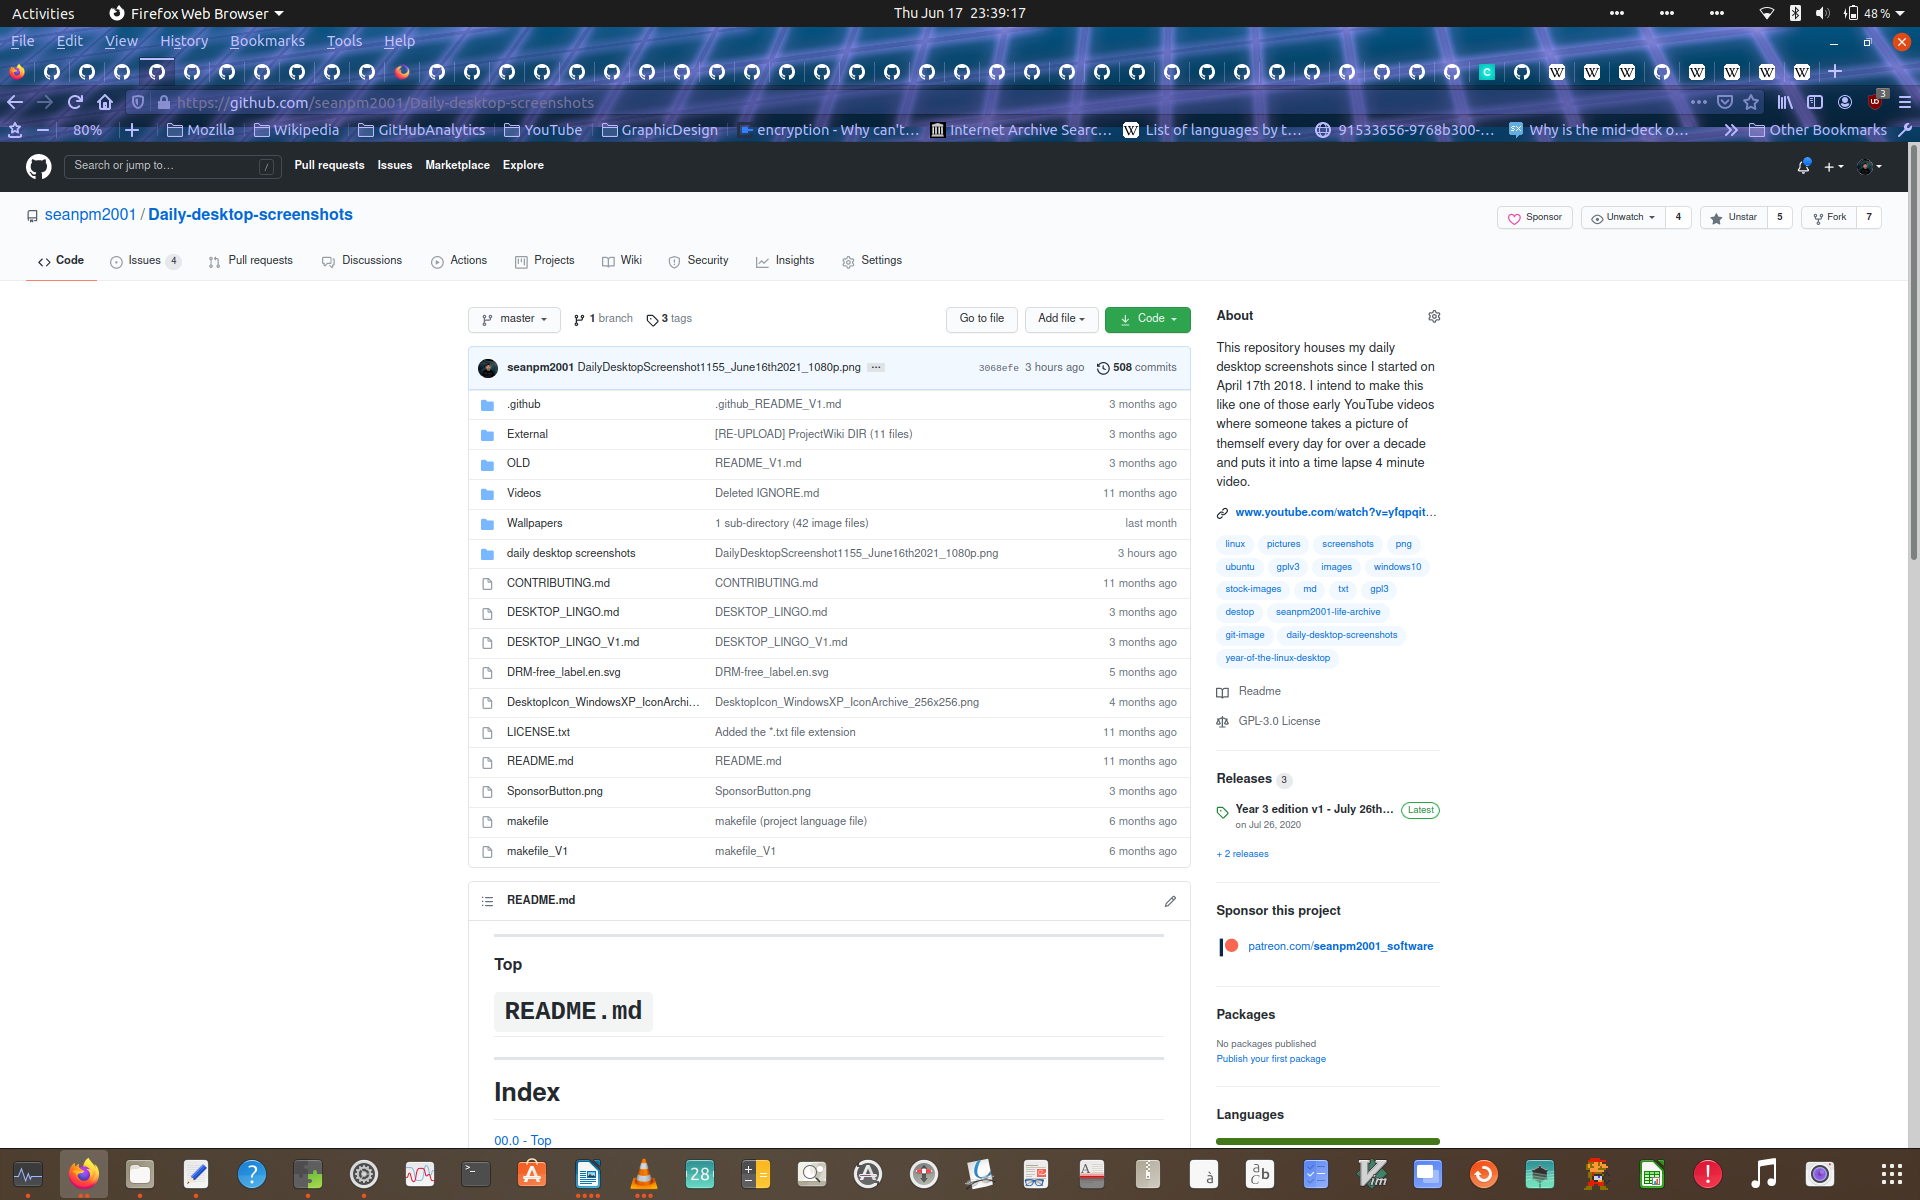 Activities
Firefox Web Browser
Thu Jun 17 23:39:17
48 %
File Edit View History Bookmarks Tools Help
https://github.com/seanpm2001/Daily-desktop-screenshots
3
80%
Mozilla
Wikipedia
GitHubAnalytics
YouTube
GraphicDesign
encryption - Why can't…
Internet Archive Searc…
List of languages by t…
91533656-9768b300-…
Why is the mid-deck o…
Other Bookmarks
Search or jump to…
/
Pull requests Issues Marketplace Explore
seanpm2001 / Daily-desktop-screenshots
Sponsor
Unwatch 4
Unstar 5
Fork 7
Code
Issues 4
Pull requests
Discussions
Actions
Projects
Wiki
Security
Insights
Settings
master
1 branch
3 tags
Go to file
Add file
Code
seanpm2001 DailyDesktopScreenshot1155_June16th2021_1080p.png ... 3068efe 3 hours ago 508 commits
.github .github_README_V1.md 3 months ago
External [RE-UPLOAD] ProjectWiki DIR (11 files) 3 months ago
OLD README_V1.md 3 months ago
Videos Deleted IGNORE.md 11 months ago
Wallpapers 1 sub-directory (42 image files) last month
daily desktop screenshots DailyDesktopScreenshot1155_June16th2021_1080p.png 3 hours ago
CONTRIBUTING.md CONTRIBUTING.md 11 months ago
DESKTOP_LINGO.md DESKTOP_LINGO.md 3 months ago
DESKTOP_LINGO_V1.md DESKTOP_LINGO_V1.md 3 months ago
DRM-free_label.en.svg DRM-free_label.en.svg 5 months ago
DesktopIcon_WindowsXP_IconArchi… DesktopIcon_WindowsXP_IconArchive_256x256.png 4 months ago
LICENSE.txt Added the *.txt file extension 11 months ago
README.md README.md 11 months ago
SponsorButton.png SponsorButton.png 3 months ago
makefile makefile (project language file) 6 months ago
makefile_V1 makefile_V1 6 months ago
README.md
Top
README.md
Index
00.0 - Top
About
This repository houses my daily
desktop screenshots since I started on
April 17th 2018. I intend to make this
like one of those early YouTube videos
where someone takes a picture of
themself every day for over a decade
and puts it into a time lapse 4 minute
video.
www.youtube.com/watch?v=yfqpqit…
linux pictures screenshots png
ubuntu gplv3 images windows10
stock-images md txt gpl3
destop seanpm2001-life-archive
git-image daily-desktop-screenshots
year-of-the-linux-desktop
Readme
GPL-3.0 License
Releases 3
Year 3 edition v1 - July 26th… Latest
on Jul 26, 2020
+ 2 releases
Sponsor this project
patreon.com/seanpm2001_software
Packages
No packages published
Publish your first package
Languages
28